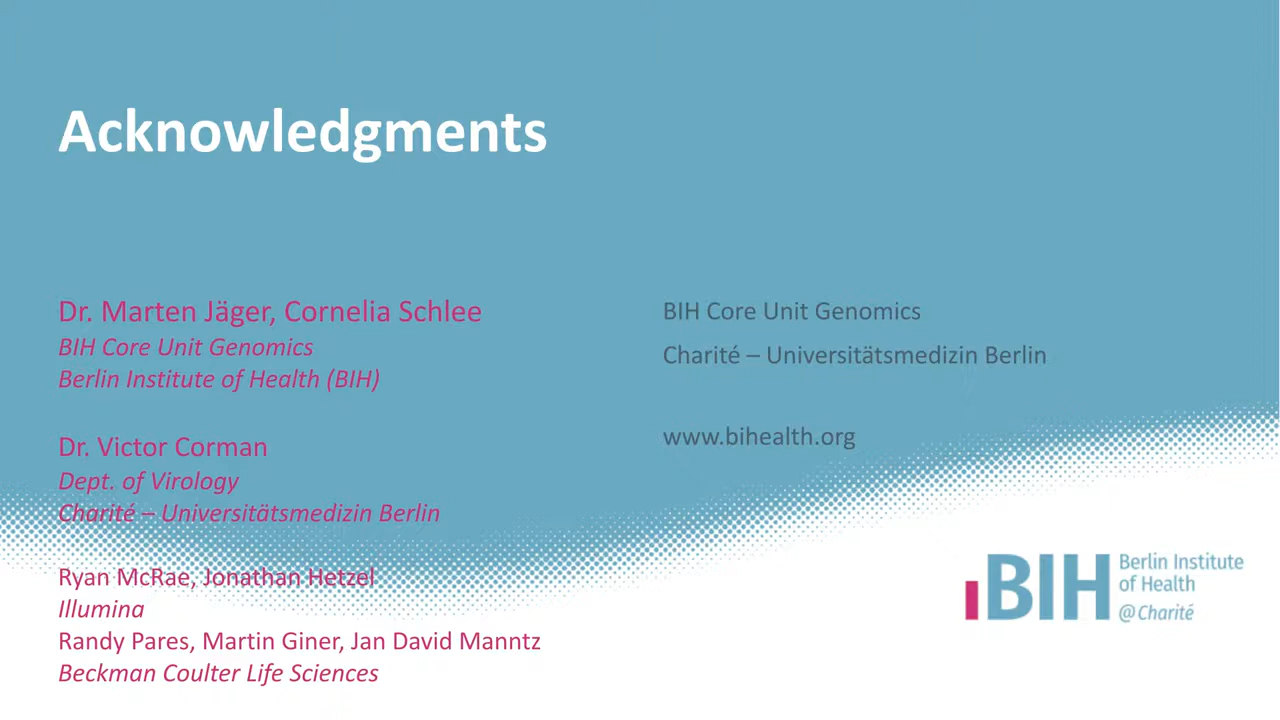 Acknowledgments
Dr. Marten Jäger, Cornelia Schlee
BIH Core Unit Genomics
Berlin Institute of Health (BIH)
Dr. Victor Corman
Dept. of Virology
Charité – Universitätsmedizin Berlin
Ryan McRae, Jonathan Hetzel
Illumina
Randy Pares, Martin Giner, Jan David Manntz
Beckman Coulter Life Sciences
BIH Core Unit Genomics
Charité – Universitätsmedizin Berlin
www.bihealth.org
BIH
Berlin Institute
of Health
@Charité